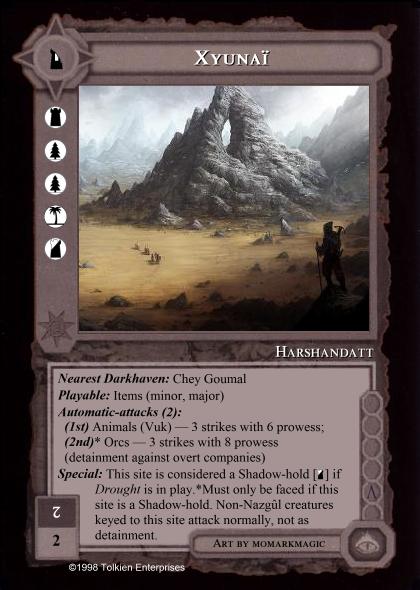 XYUNAÏ
HARSHANDATT
Nearest Darkhaven: Chey Goumal
Playable: Items (minor, major)
Automatic-attacks (2):
(1st) Animals (Vuk) — 3 strikes with 6 prowess;
(2nd)* Orcs — 3 strikes with 8 prowess
(detainment against overt companies)
Special: This site is considered a Shadow-hold [] if
Drought is in play.*Must only be faced if this
site is a Shadow-hold. Non-Nazgûl creatures
keyed to this site attack normally, not as
detainment.
2
2
ART BY MOMARKMAGIC
©1998 Tolkien Enterprises